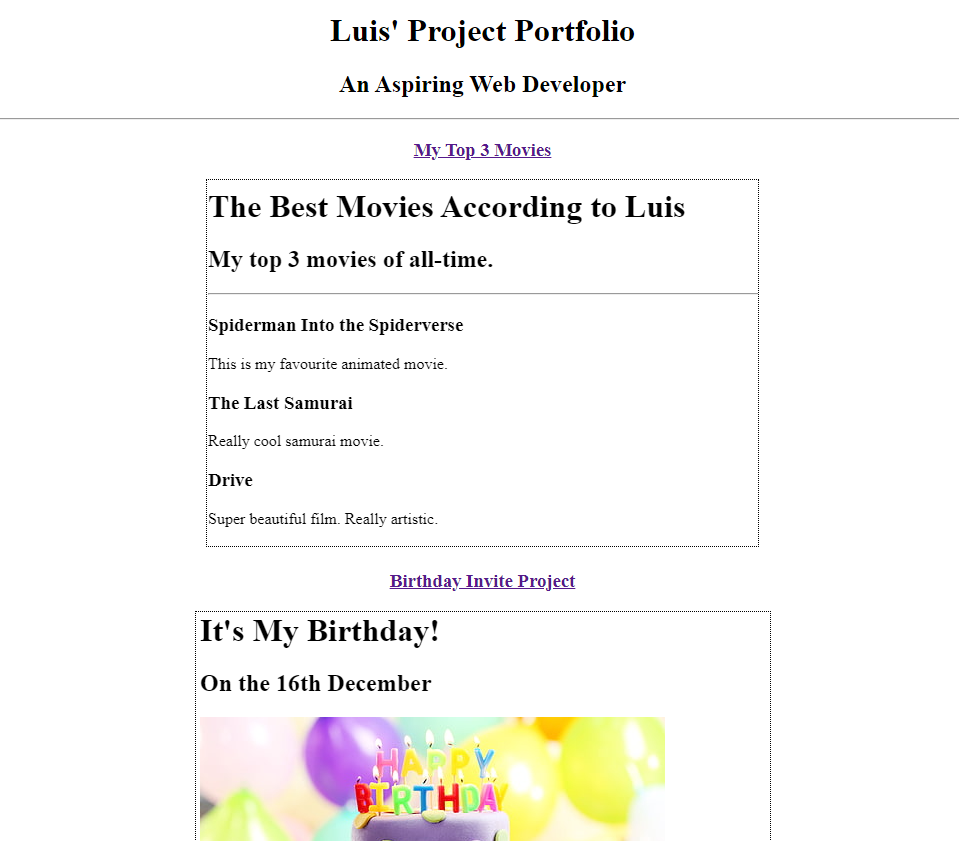 Luis' Project Portfolio
An Aspiring Web Developer
My Top 3 Movies
The Best Movies According to Luis
My top 3 movies of all-time.
Spiderman Into the Spiderverse
This is my favourite animated movie.
The Last Samurai
Really cool samurai movie.
Drive
Super beautiful film. Really artistic.
Birthday Invite Project
It's My Birthday!
On the 16th December
HAPPY
BIRTHDAY